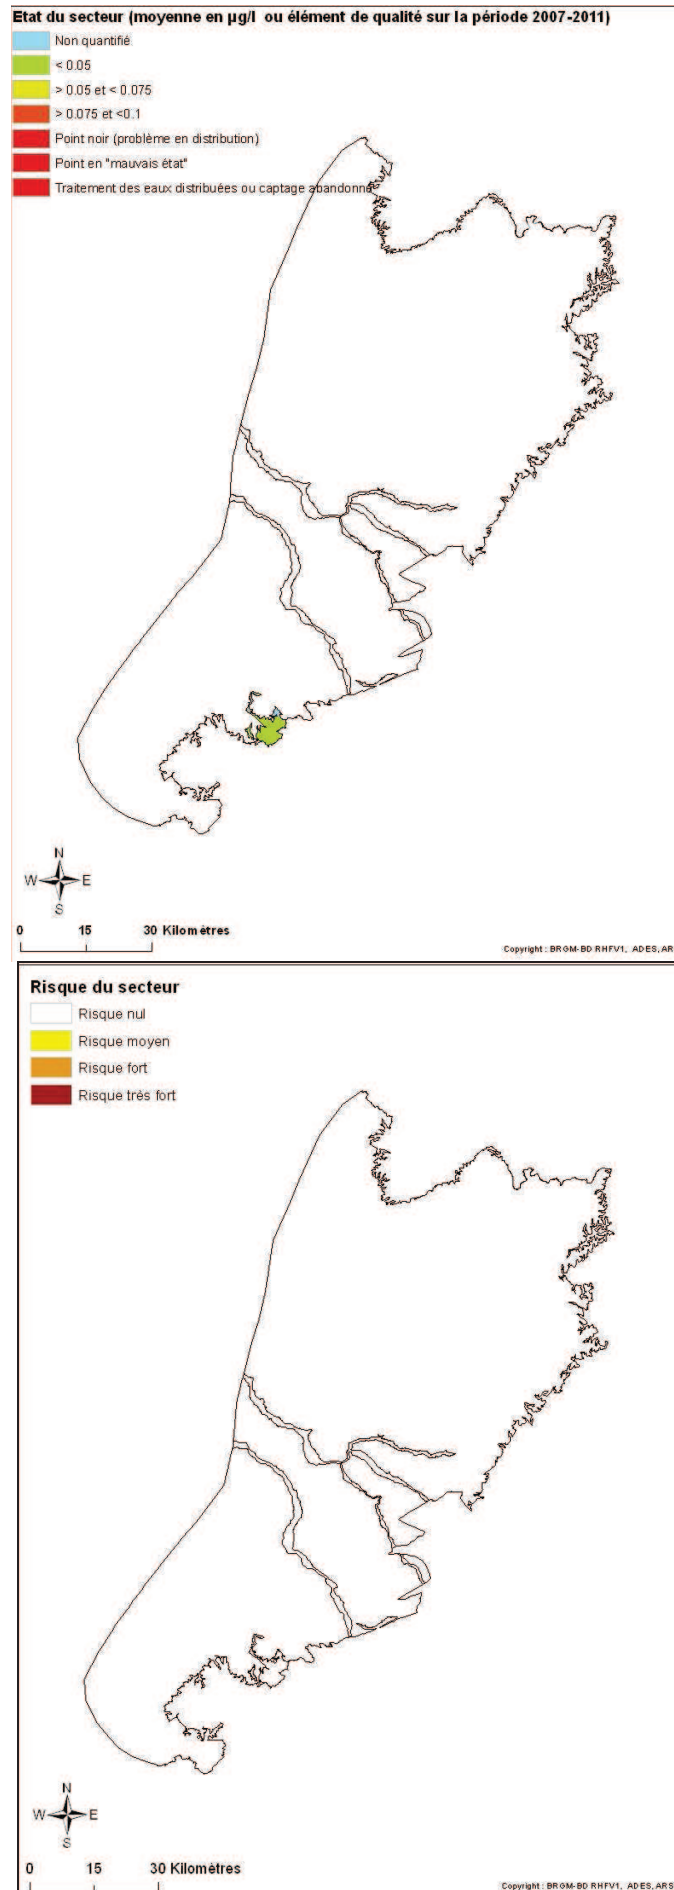 Etat du secteur (moyenne en µg/l ou élément de qualité sur la période 2007-2011)
Non quantifié
< 0.05
> 0.05 et < 0.075
> 0.075 et <0.1
Point noir (problème en distribution)
Point en "mauvais état"
Traitement des eaux distribuées ou captage abandonné
N
W E
S
0 15 30 Kilomètres
Copyright : BRGM-BD RHFV1, ADES, ARS
Risque du secteur
Risque nul
Risque moyen
Risque fort
Risque très fort
N
W E
S
0 15 30 Kilomètres
Copyright : BRGM-BD RHFV1, ADES, ARS